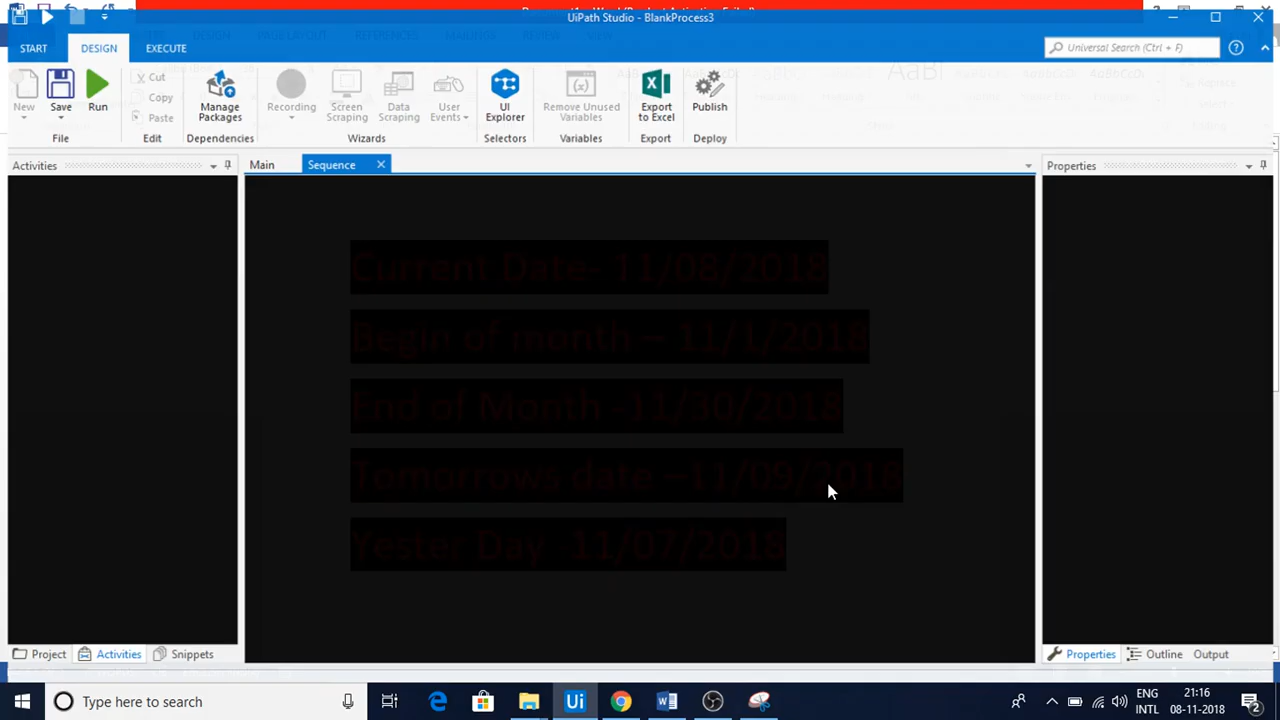 UiPath Studio - BlankProcess3
START DESIGN EXECUTE
Universal Search (Ctrl + F)
New Save Run Cut Copy Paste Manage Packages Recording Screen Scraping Data Scraping User Events UI Explorer Remove Unused Variables Export to Excel Publish
File Edit Dependencies Wizards Selectors Variables Export Deploy
Activities Main Sequence Properties
Current Date- 11/08/2018
Begin of month – 11/1/2018
End of Month -11/30/2018
Tomorrows date –11/09/2018
Yester Day 11/07/2018
Project Activities Snippets Properties Outline Output
Type here to search
ENG 21:16
INTL 08-11-2018 2